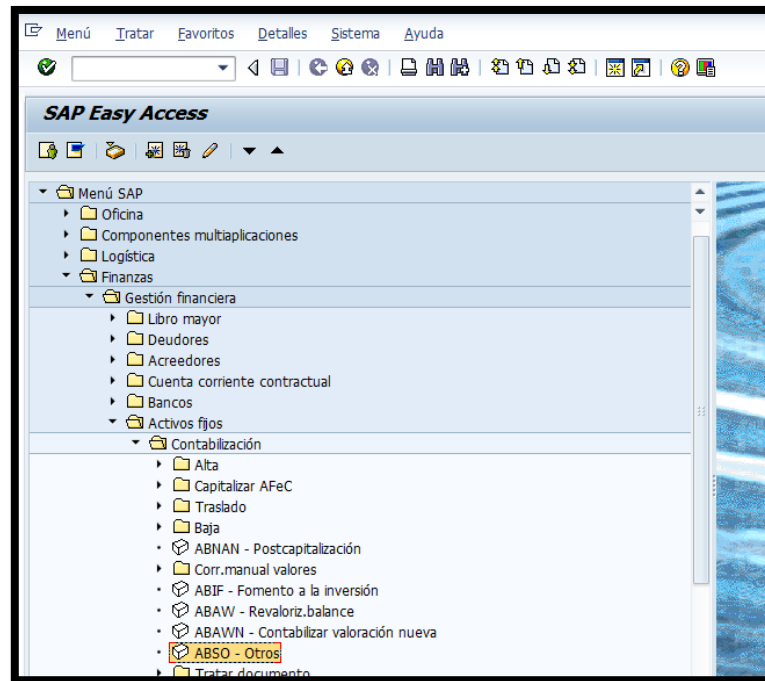 Menú Tratar Favoritos Detalles Sistema Ayuda
SAP Easy Access
Menú SAP
Oficina
Componentes multiaplicaciones
Logística
Finanzas
Gestión financiera
Libro mayor
Deudores
Acreedores
Cuenta corriente contractual
Bancos
Activos fijos
Contabilización
Alta
Capitalizar AFeC
Traslado
Baja
ABNAN - Postcapitalización
Corr.manual valores
ABIF - Fomento a la inversión
ABAW - Revaloriz.balance
ABAWN - Contabilizar valoración nueva
ABSO - Otros
Tratar documento